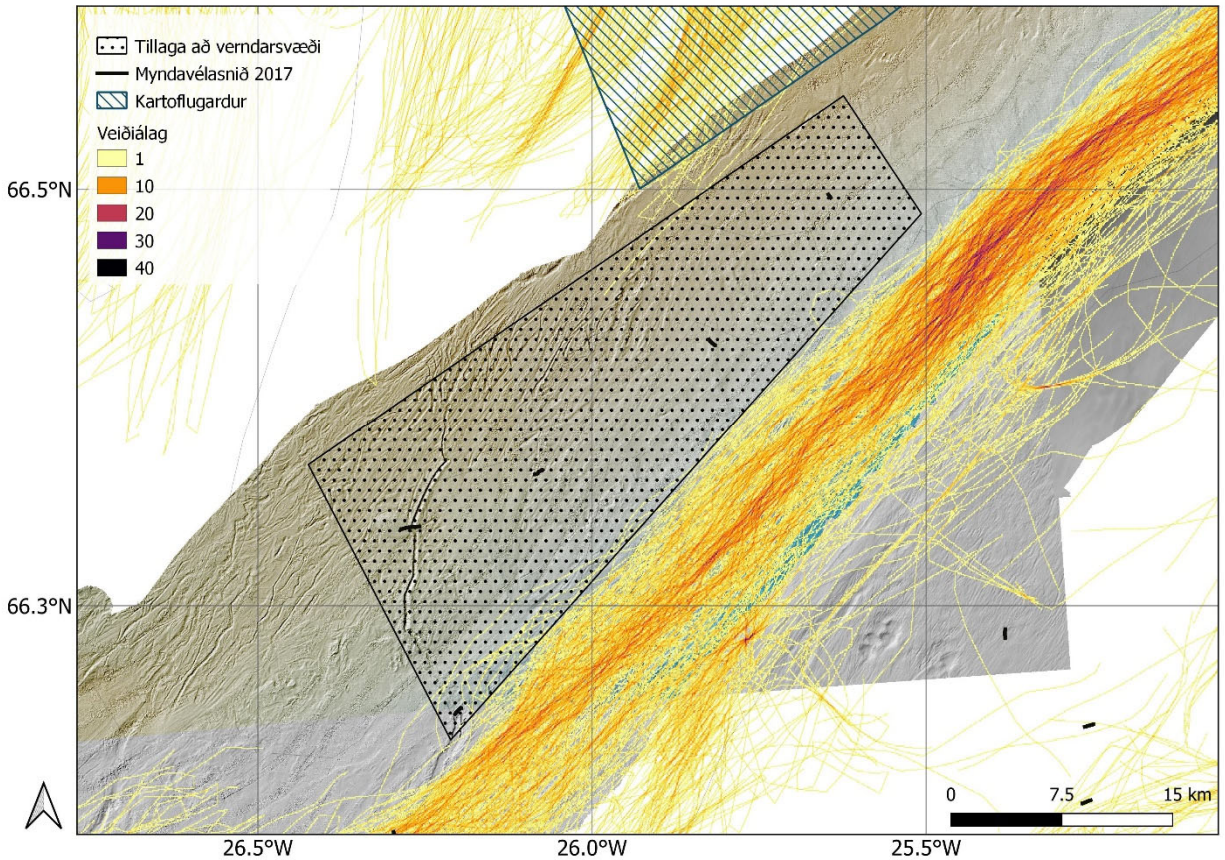 Tillaga að verndarsvæði
Myndavélasnið 2017
Kartoflugardur
Veiðiálag
1
10
20
30
40
66.5°N
66.3°N
0 7.5 15 km
26.5°W 26.0°W 25.5°W